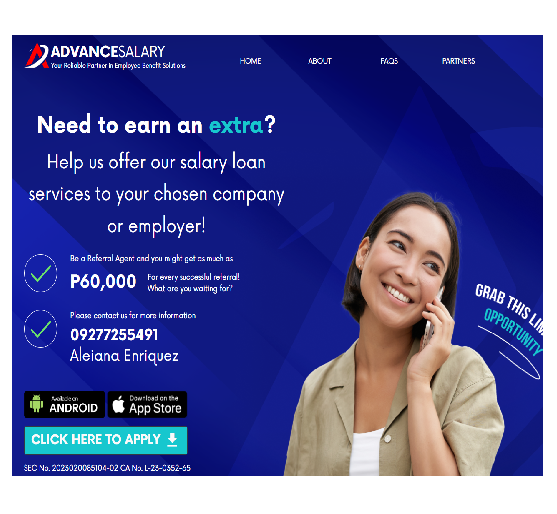 ADVANCESALARY
Your Reliable Partner in Employee Benefit Solutions
HOME ABOUT FAQS PARTNERS
Need to earn an extra?
Help us offer our salary loan
services to your chosen company
or employer!
Be a Referral Agent and you might get as much as
P60,000
For every successful referral!
What are you waiting for?
Please contact us for more information
09277255491
Aleiana Enriquez
GRAB THIS LIM
OPPORTUNITY
Available on
ANDROID
Download on the
App Store
CLICK HERE TO APPLY
SEC No. 2023020085104-02 CA No. L-23-0352-65